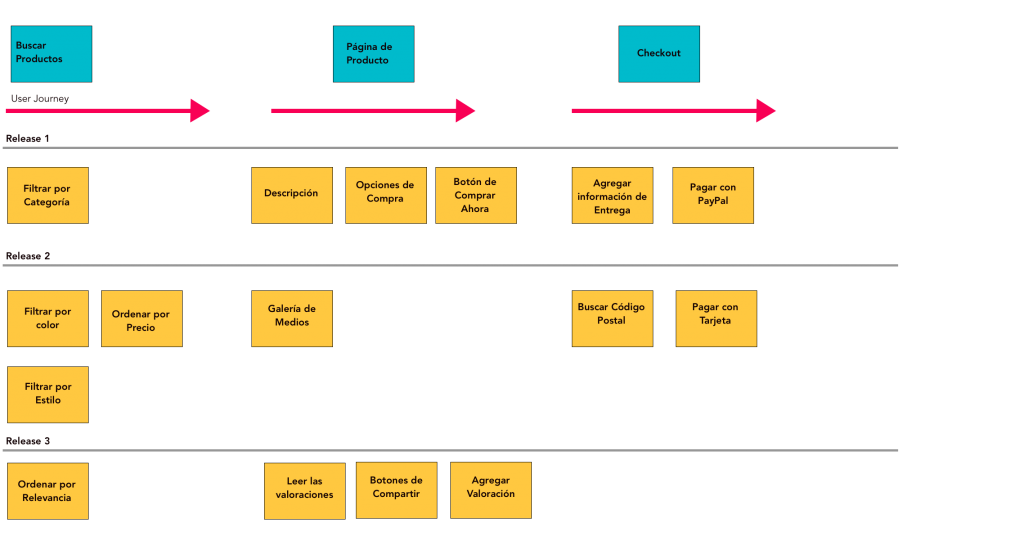 Buscar
Productos
Página de
Producto
Checkout
User Journey
Release 1
Filtrar por
Categoría
Descripción
Opciones de
Compra
Botón de
Comprar
Ahora
Agregar
información de
Entrega
Pagar con
PayPal
Release 2
Filtrar por
color
Ordenar por
Precio
Galería de
Medios
Buscar Código
Postal
Pagar con
Tarjeta
Filtrar por
Estilo
Release 3
Ordenar por
Relevancia
Leer las
valoraciones
Botones de
Compartir
Agregar
Valoración